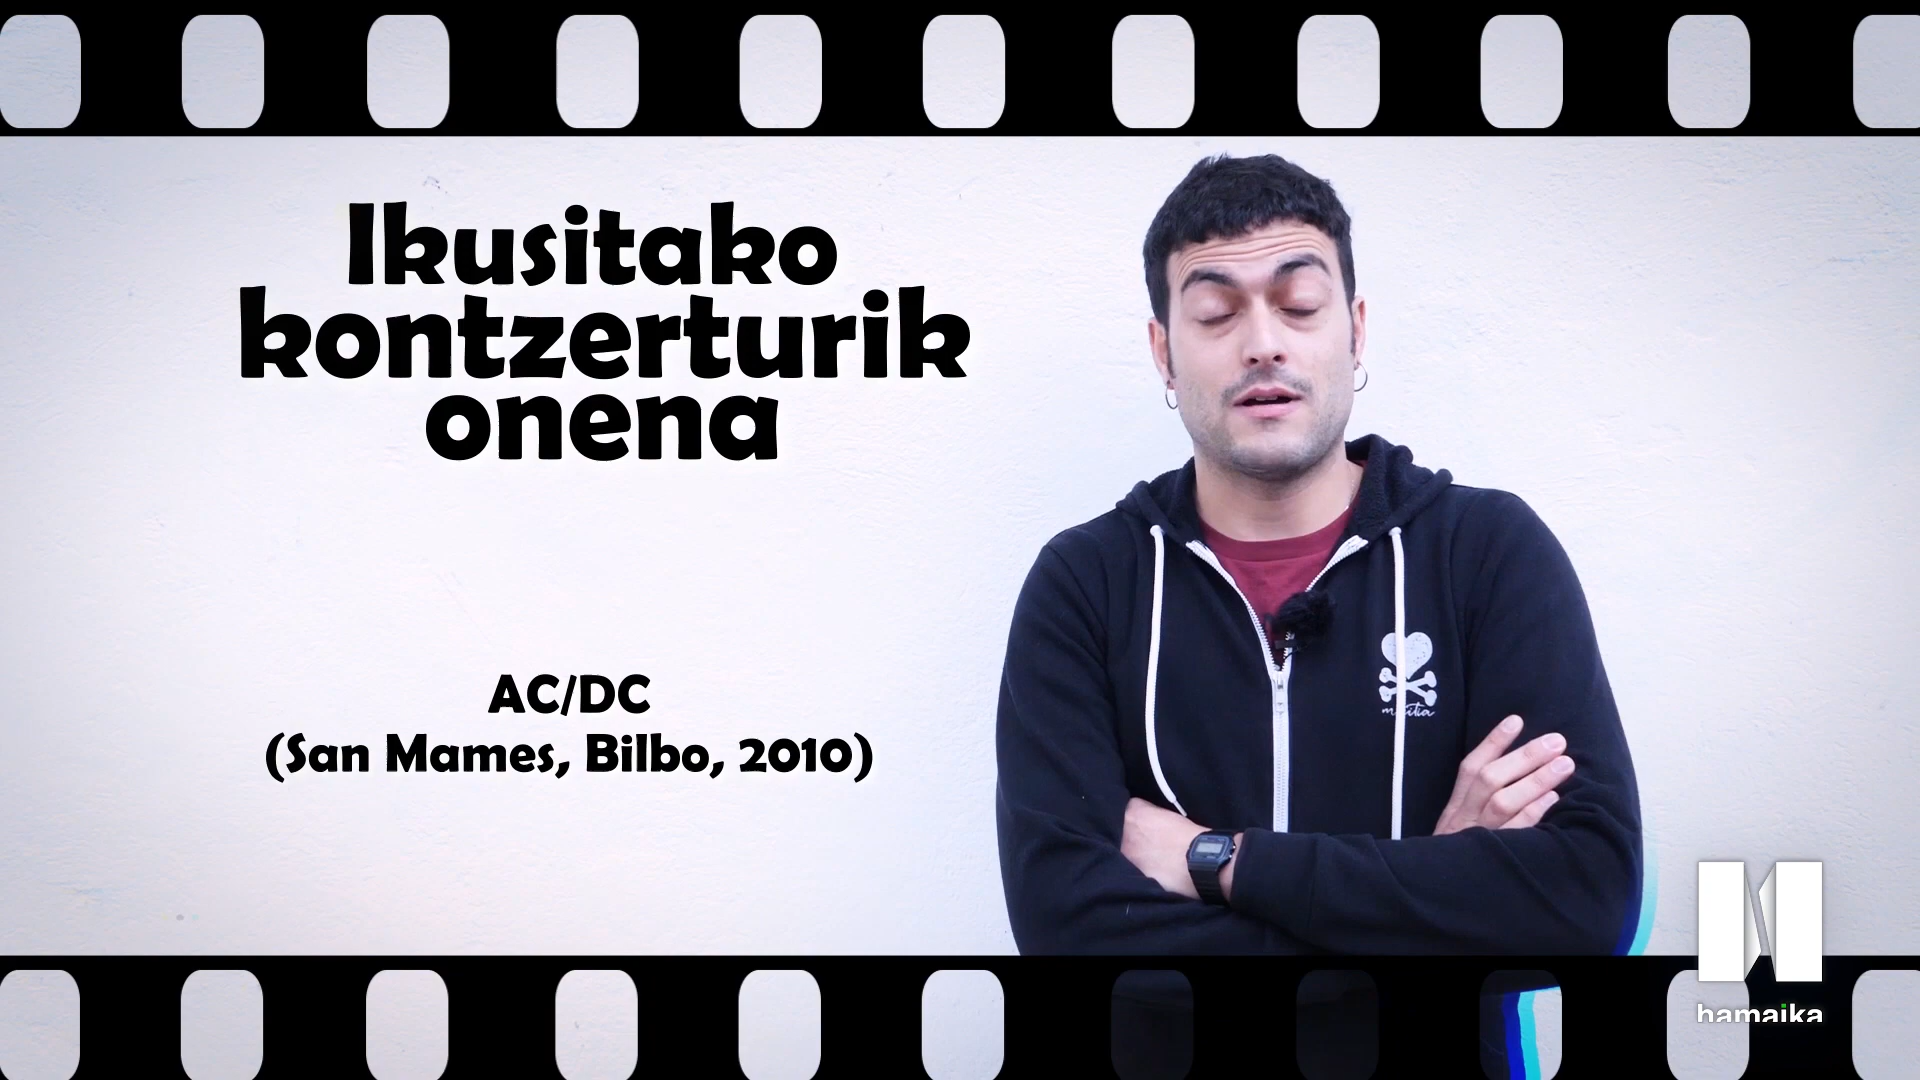 Ikusitako
kontzerturik
onena
AC/DC
(San Mames, Bilbo, 2010)
hamaika